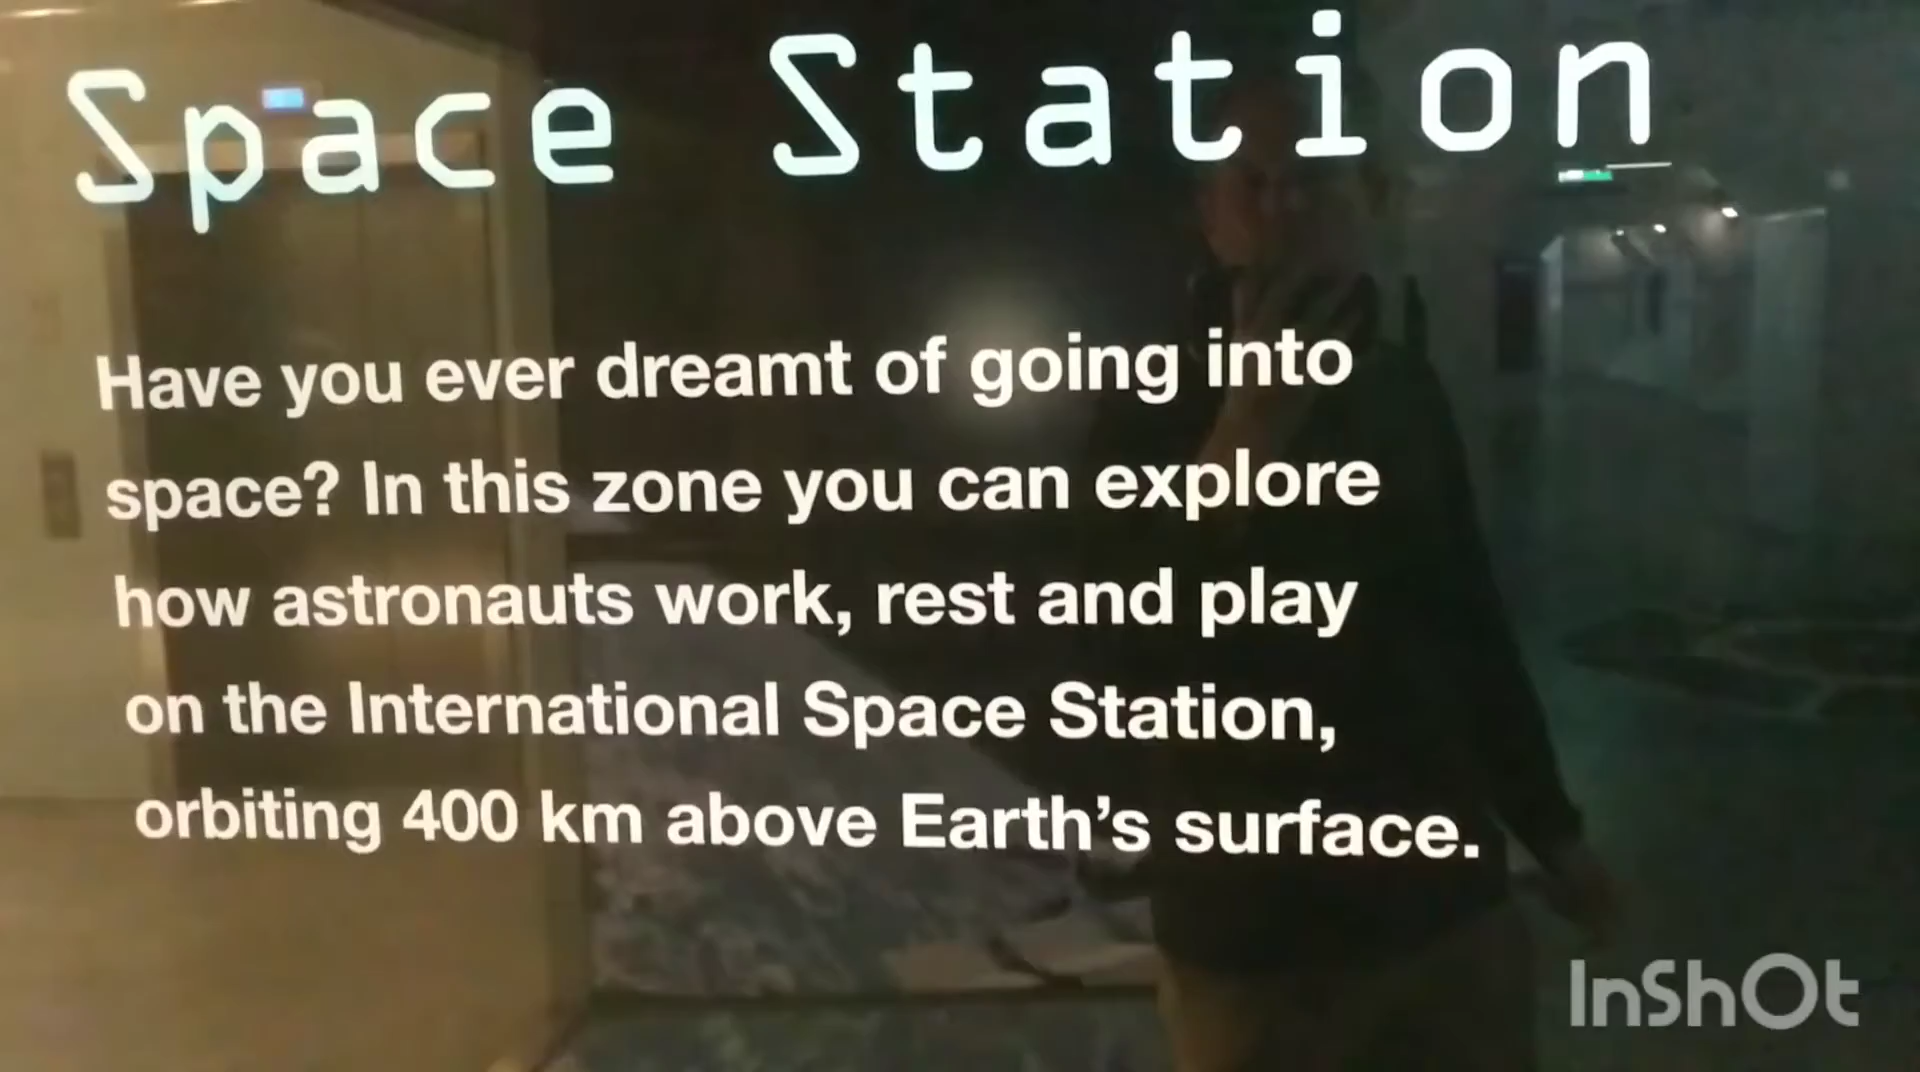 Space Station
Have you ever dreamt of going into
space? In this zone you can explore
how astronauts work, rest and play
on the International Space Station,
orbiting 400 km above Earth’s surface.
InShOt